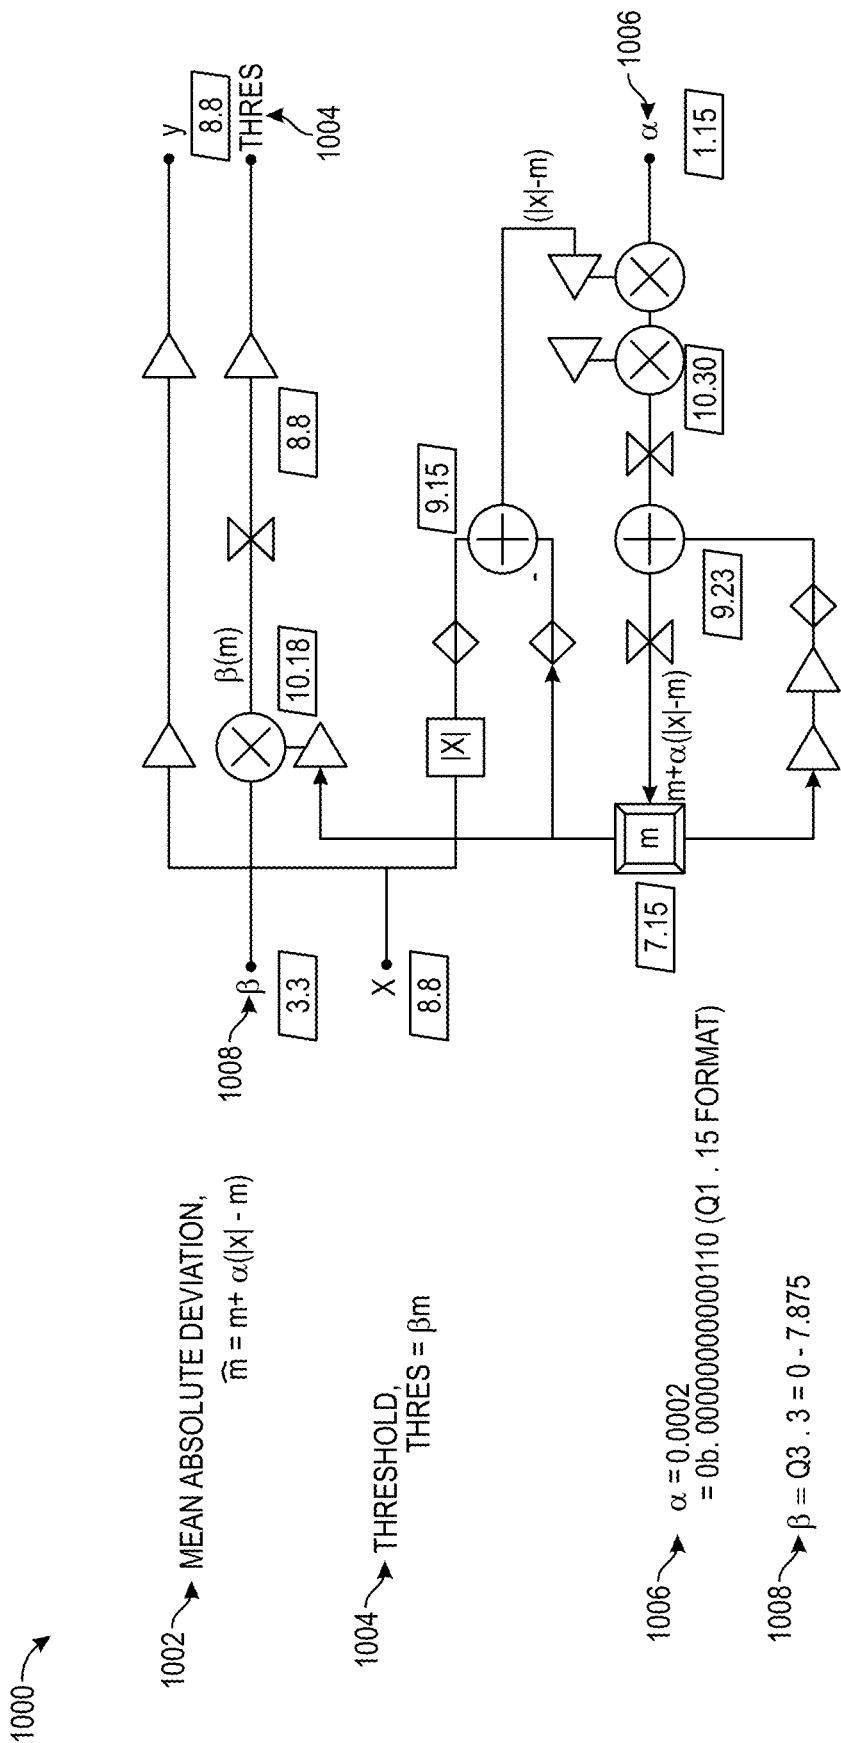 1000
1002
MEAN ABSOLUTE DEVIATION,
m̂ = m+ α(|x| - m)
1004
THRESHOLD,
THRES = βm
1006
α = 0.0002
= 0b. 000000000000110 (Q1 . 15 FORMAT)
1008
β = Q3 . 3 = 0 - 7.875
1008
β
3.3
X
8.8
β(m)
10.18
8.8
y
8.8
THRES
1004
|X|
9.15
-
(|x|-m)
1006
α
1.15
10.30
9.23
m+α(|x|-m)
m
7.15